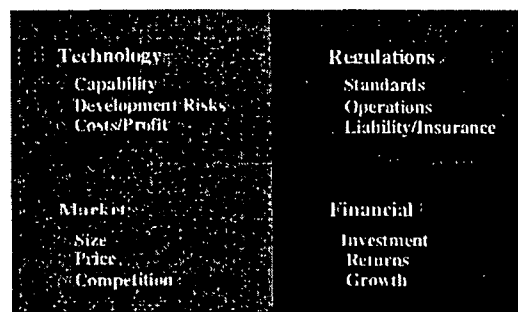 Technology
Capability
Development Risks
Costs/Profit
Regulations
Standards
Operations
Liability/Insurance
Market
Size
Price
Competition
Financial
Investment
Returns
Growth